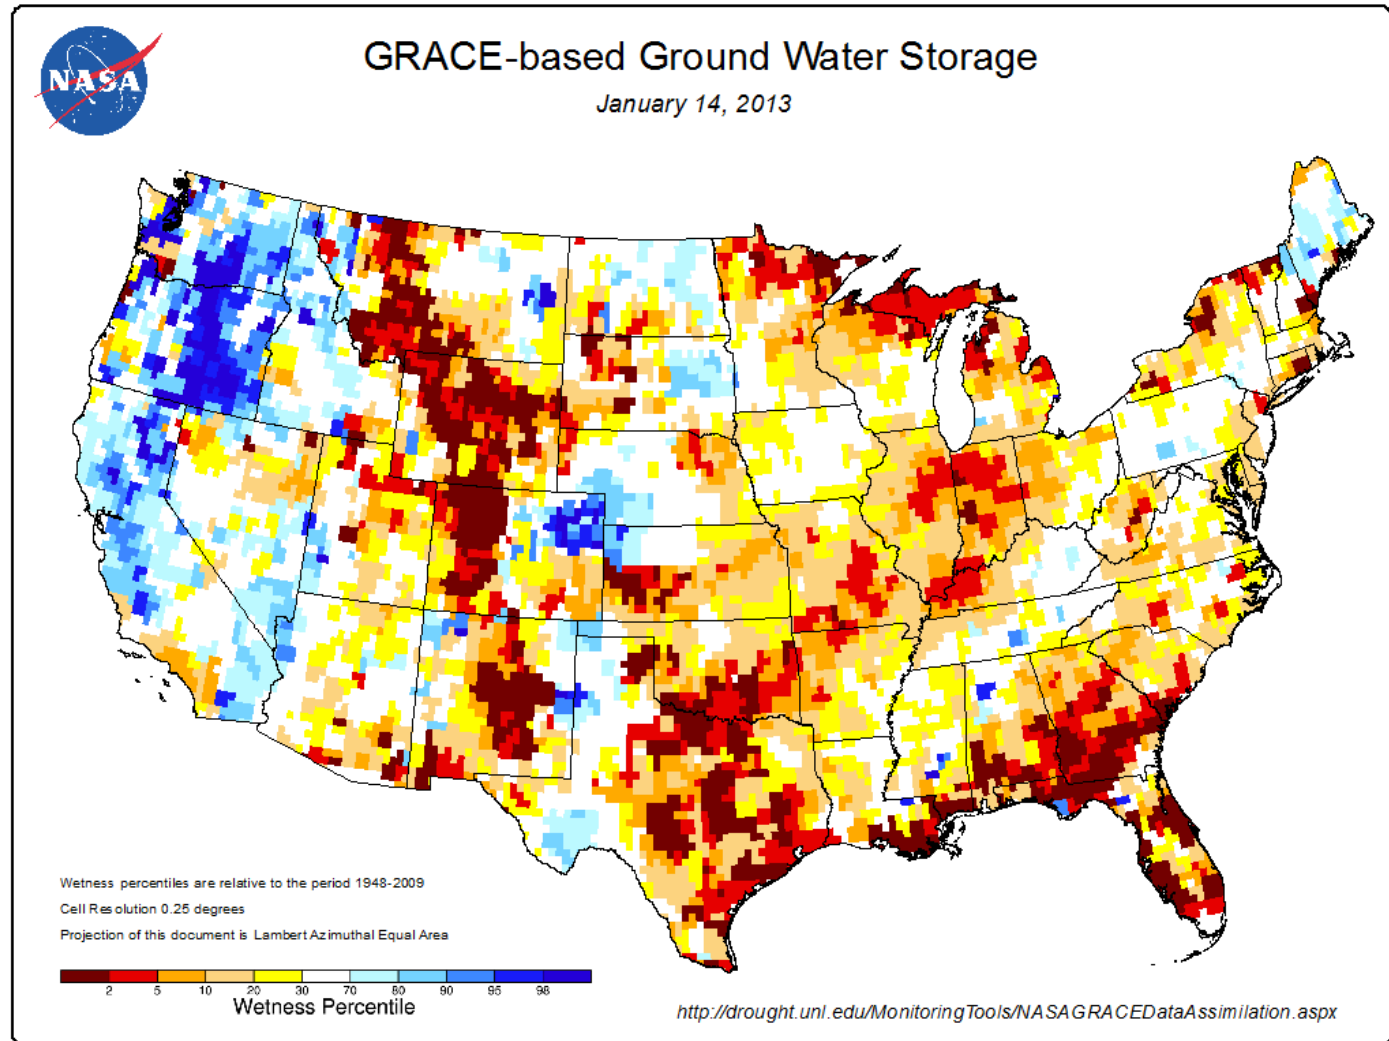 NASA
GRACE-based Ground Water Storage
January 14, 2013
Wetness percentiles are relative to the period 1948-2009
Cell Resolution 0.25 degrees
Projection of this document is Lambert Azimuthal Equal Area
2 5 10 20 30 70 80 90 95 98
Wetness Percentile
http://drought.unl.edu/MonitoringTools/NASAGRACEDataAssimilation.aspx